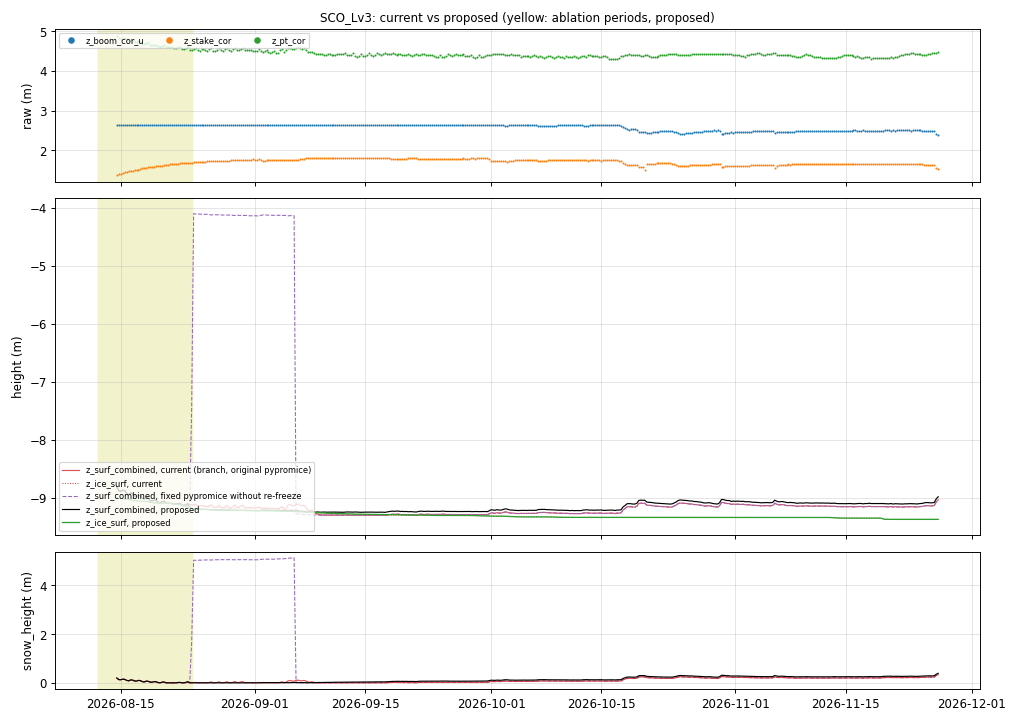 SCO_Lv3: current vs proposed (yellow: ablation periods, proposed)
z_boom_cor_u z_stake_cor z_pt_cor
raw (m)
5
4
3
2
height (m)
−4
−5
−6
−7
−8
−9
z_surf_combined, current (branch, original pypromice)
z_ice_surf, current
z_surf_combined, fixed pypromice without re-freeze
z_surf_combined, proposed
z_ice_surf, proposed
snow_height (m)
4
2
0
2026-08-15 2026-09-01 2026-09-15 2026-10-01 2026-10-15 2026-11-01 2026-11-15 2026-12-01